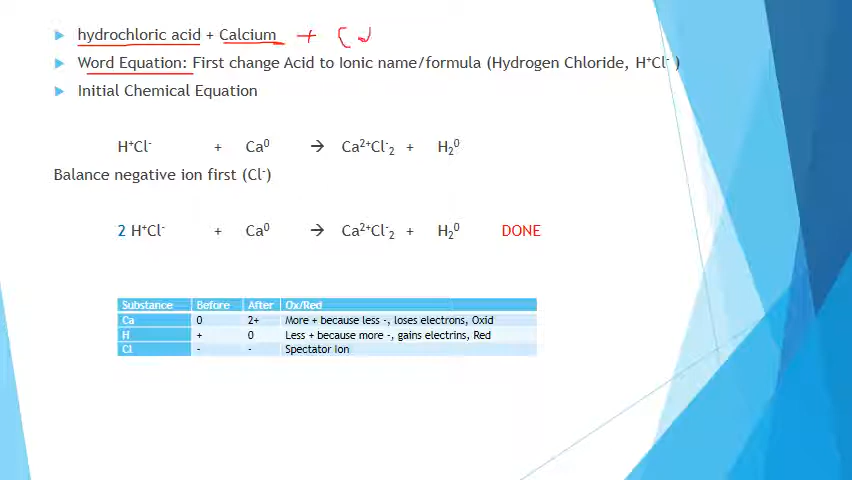 hydrochloric acid + Calcium +
Word Equation: First change Acid to Ionic name/formula (Hydrogen Chloride, H⁺Cl⁻ )
Initial Chemical Equation
H⁺Cl⁻ + Ca⁰ → Ca²⁺Cl⁻₂ + H₂⁰
Balance negative ion first (Cl⁻)
2 H⁺Cl⁻ + Ca⁰ → Ca²⁺Cl⁻₂ + H₂⁰ DONE
Substance Before After Ox/Red
Ca 0 2+ More + because less -, loses electrons, Oxid
H + 0 Less + because more -, gains electrins, Red
Cl - - Spectator Ion